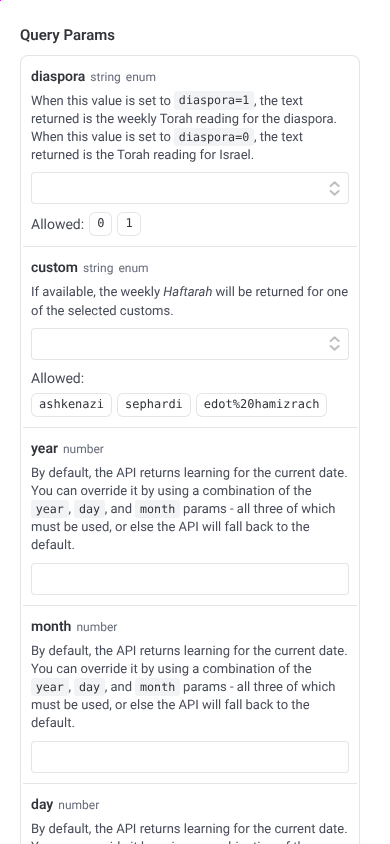 Query Params
diaspora string enum
When this value is set to diaspora=1, the text
returned is the weekly Torah reading for the diaspora.
When this value is set to diaspora=0, the text
returned is the Torah reading for Israel.
Allowed: 0 1
custom string enum
If available, the weekly Haftarah will be returned for one
of the selected customs.
Allowed:
ashkenazi sephardi edot%20hamizrach
year number
By default, the API returns learning for the current date.
You can override it by using a combination of the
year, day, and month params - all three of which
must be used, or else the API will fall back to the
default.
month number
By default, the API returns learning for the current date.
You can override it by using a combination of the
year, day, and month params - all three of which
must be used, or else the API will fall back to the
default.
day number
By default, the API returns learning for the current date.